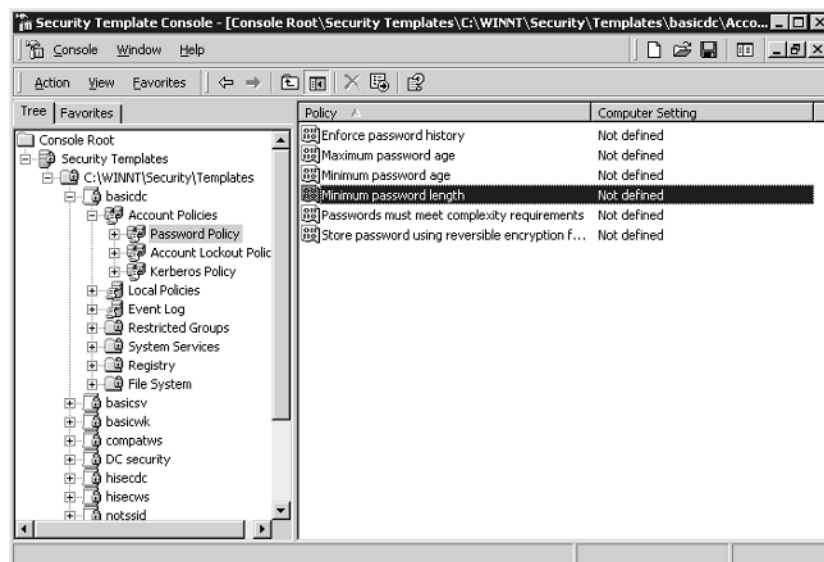 Security Template Console - [Console Root\Security Templates\C:\WINNT\Security\Templates\basicdc\Acco...
Console Window Help
Action View Favorites
Tree Favorites
Console Root
Security Templates
C:\WINNT\Security\Templates
basicdc
Account Policies
Password Policy
Account Lockout Polic
Kerberos Policy
Local Policies
Event Log
Restricted Groups
System Services
Registry
File System
basicsv
basicwk
compatws
DC security
hisecdc
hisecws
notssid
Policy Computer Setting
Enforce password history Not defined
Maximum password age Not defined
Minimum password age Not defined
Minimum password length Not defined
Passwords must meet complexity requirements Not defined
Store password using reversible encryption f... Not defined